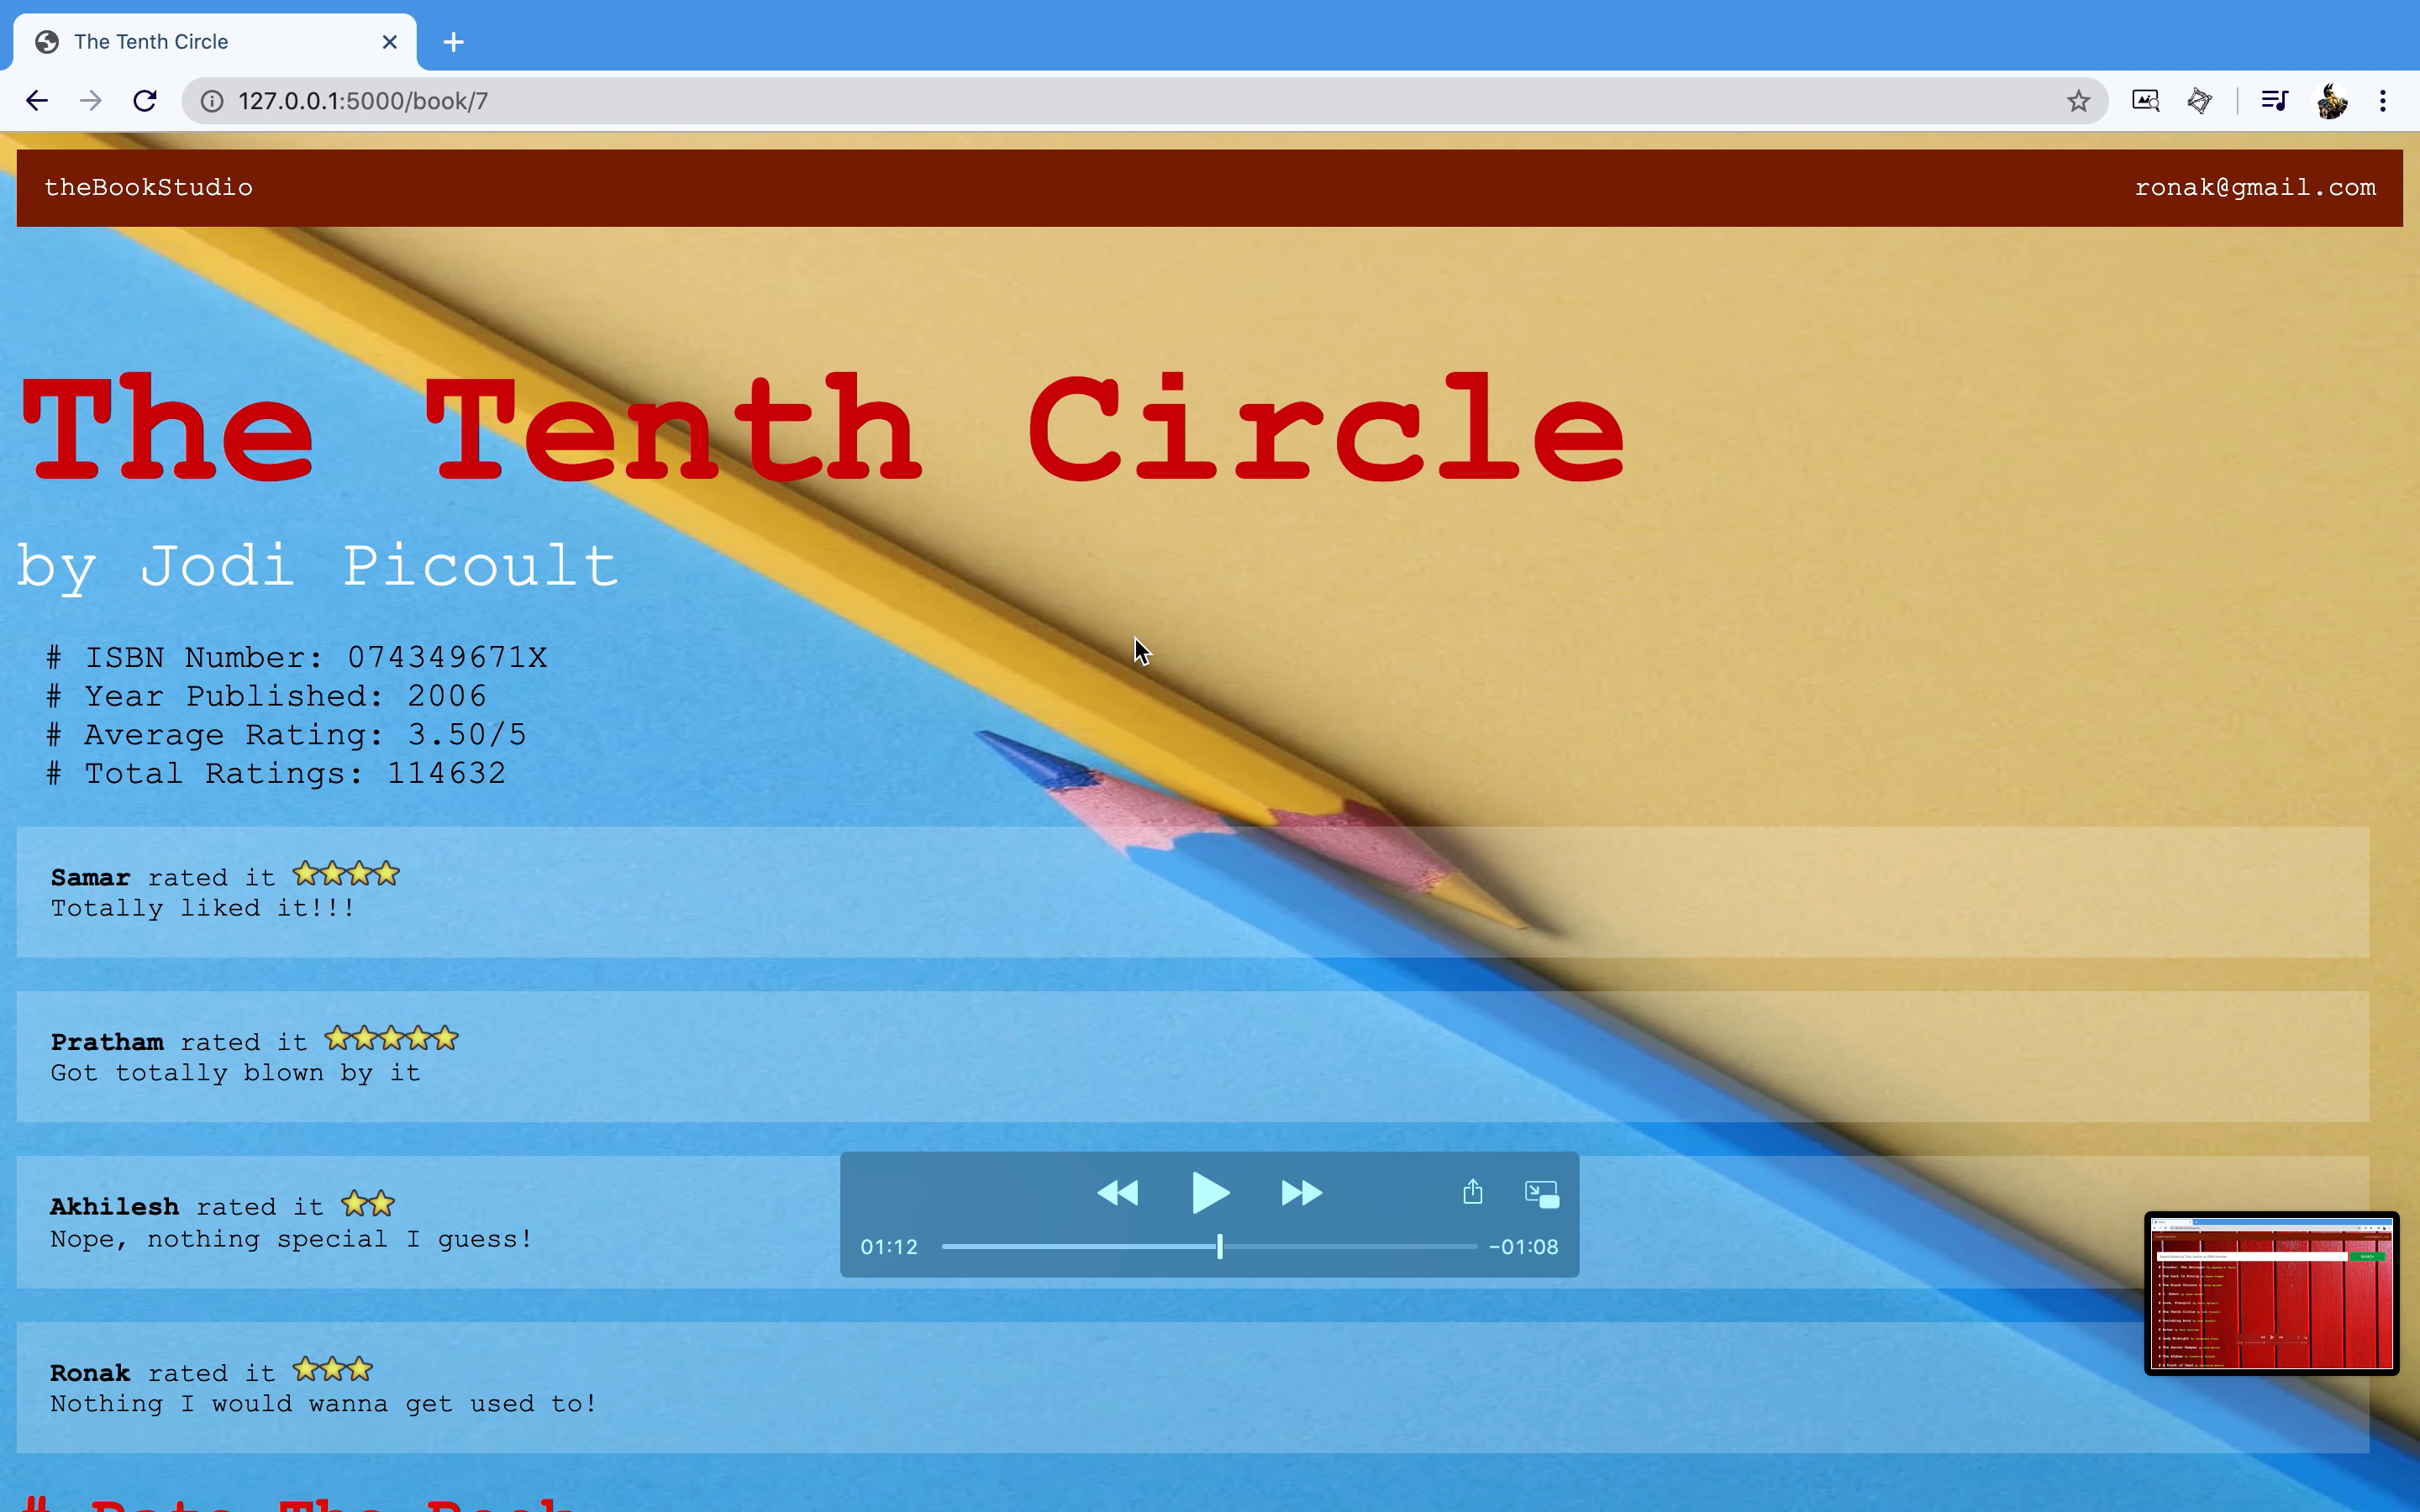 The Tenth Circle
127.0.0.1:5000/book/7
theBookStudio
ronak@gmail.com
The Tenth Circle
by Jodi Picoult
# ISBN Number: 074349671X
# Year Published: 2006
# Average Rating: 3.50/5
# Total Ratings: 114632
Samar rated it ⭐⭐⭐⭐
Totally liked it!!!
Pratham rated it ⭐⭐⭐⭐⭐
Got totally blown by it
Akhilesh rated it ⭐⭐
Nope, nothing special I guess!
01:12
-01:08
Ronak rated it ⭐⭐⭐
Nothing I would wanna get used to!
# Rate The Book